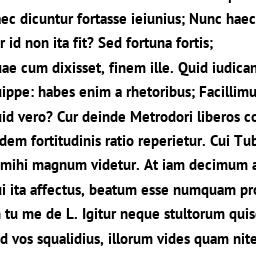 ec dicuntur fortasse ieiunius; Nunc haec
r id non ita fit? Sed fortuna fortis;
ae cum dixisset, finem ille. Quid iudican
ippe: habes enim a rhetoribus; Facillimu
id vero? Cur deinde Metrodori liberos co
dem fortitudinis ratio reperietur. Cui Tub
mihi magnum videtur. At iam decimum a
i ita affectus, beatum esse numquam pro
tu me de L. Igitur neque stultorum quis
d vos squalidius, illorum vides quam nite